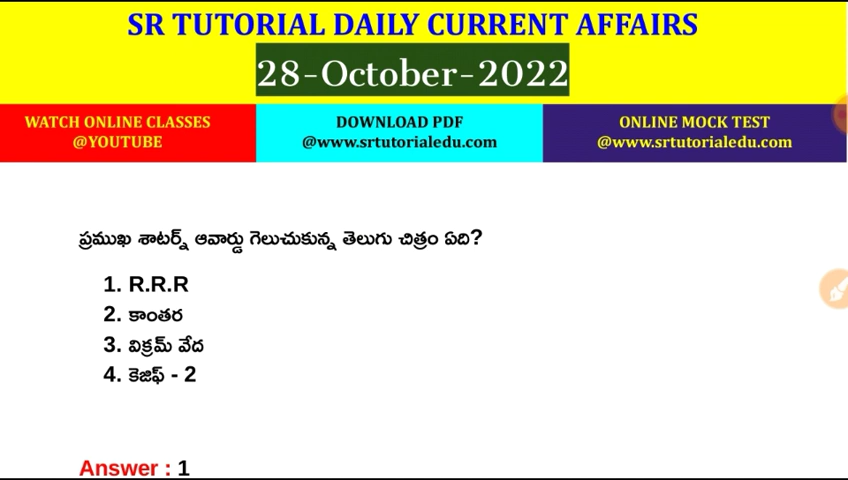 SR TUTORIAL DAILY CURRENT AFFAIRS
28-October-2022
WATCH ONLINE CLASSES
@YOUTUBE
DOWNLOAD PDF
@www.srtutorialedu.com
ONLINE MOCK TEST
@www.srtutorialedu.com
ప్రముఖ శాటర్న్ ఆవార్డు గెలుచుకున్న తెలుగు చిత్రం ఏది?
1. R.R.R
2. కాంతర
3. విక్రమ్ వేద
4. కెజిఫ్ - 2
Answer : 1